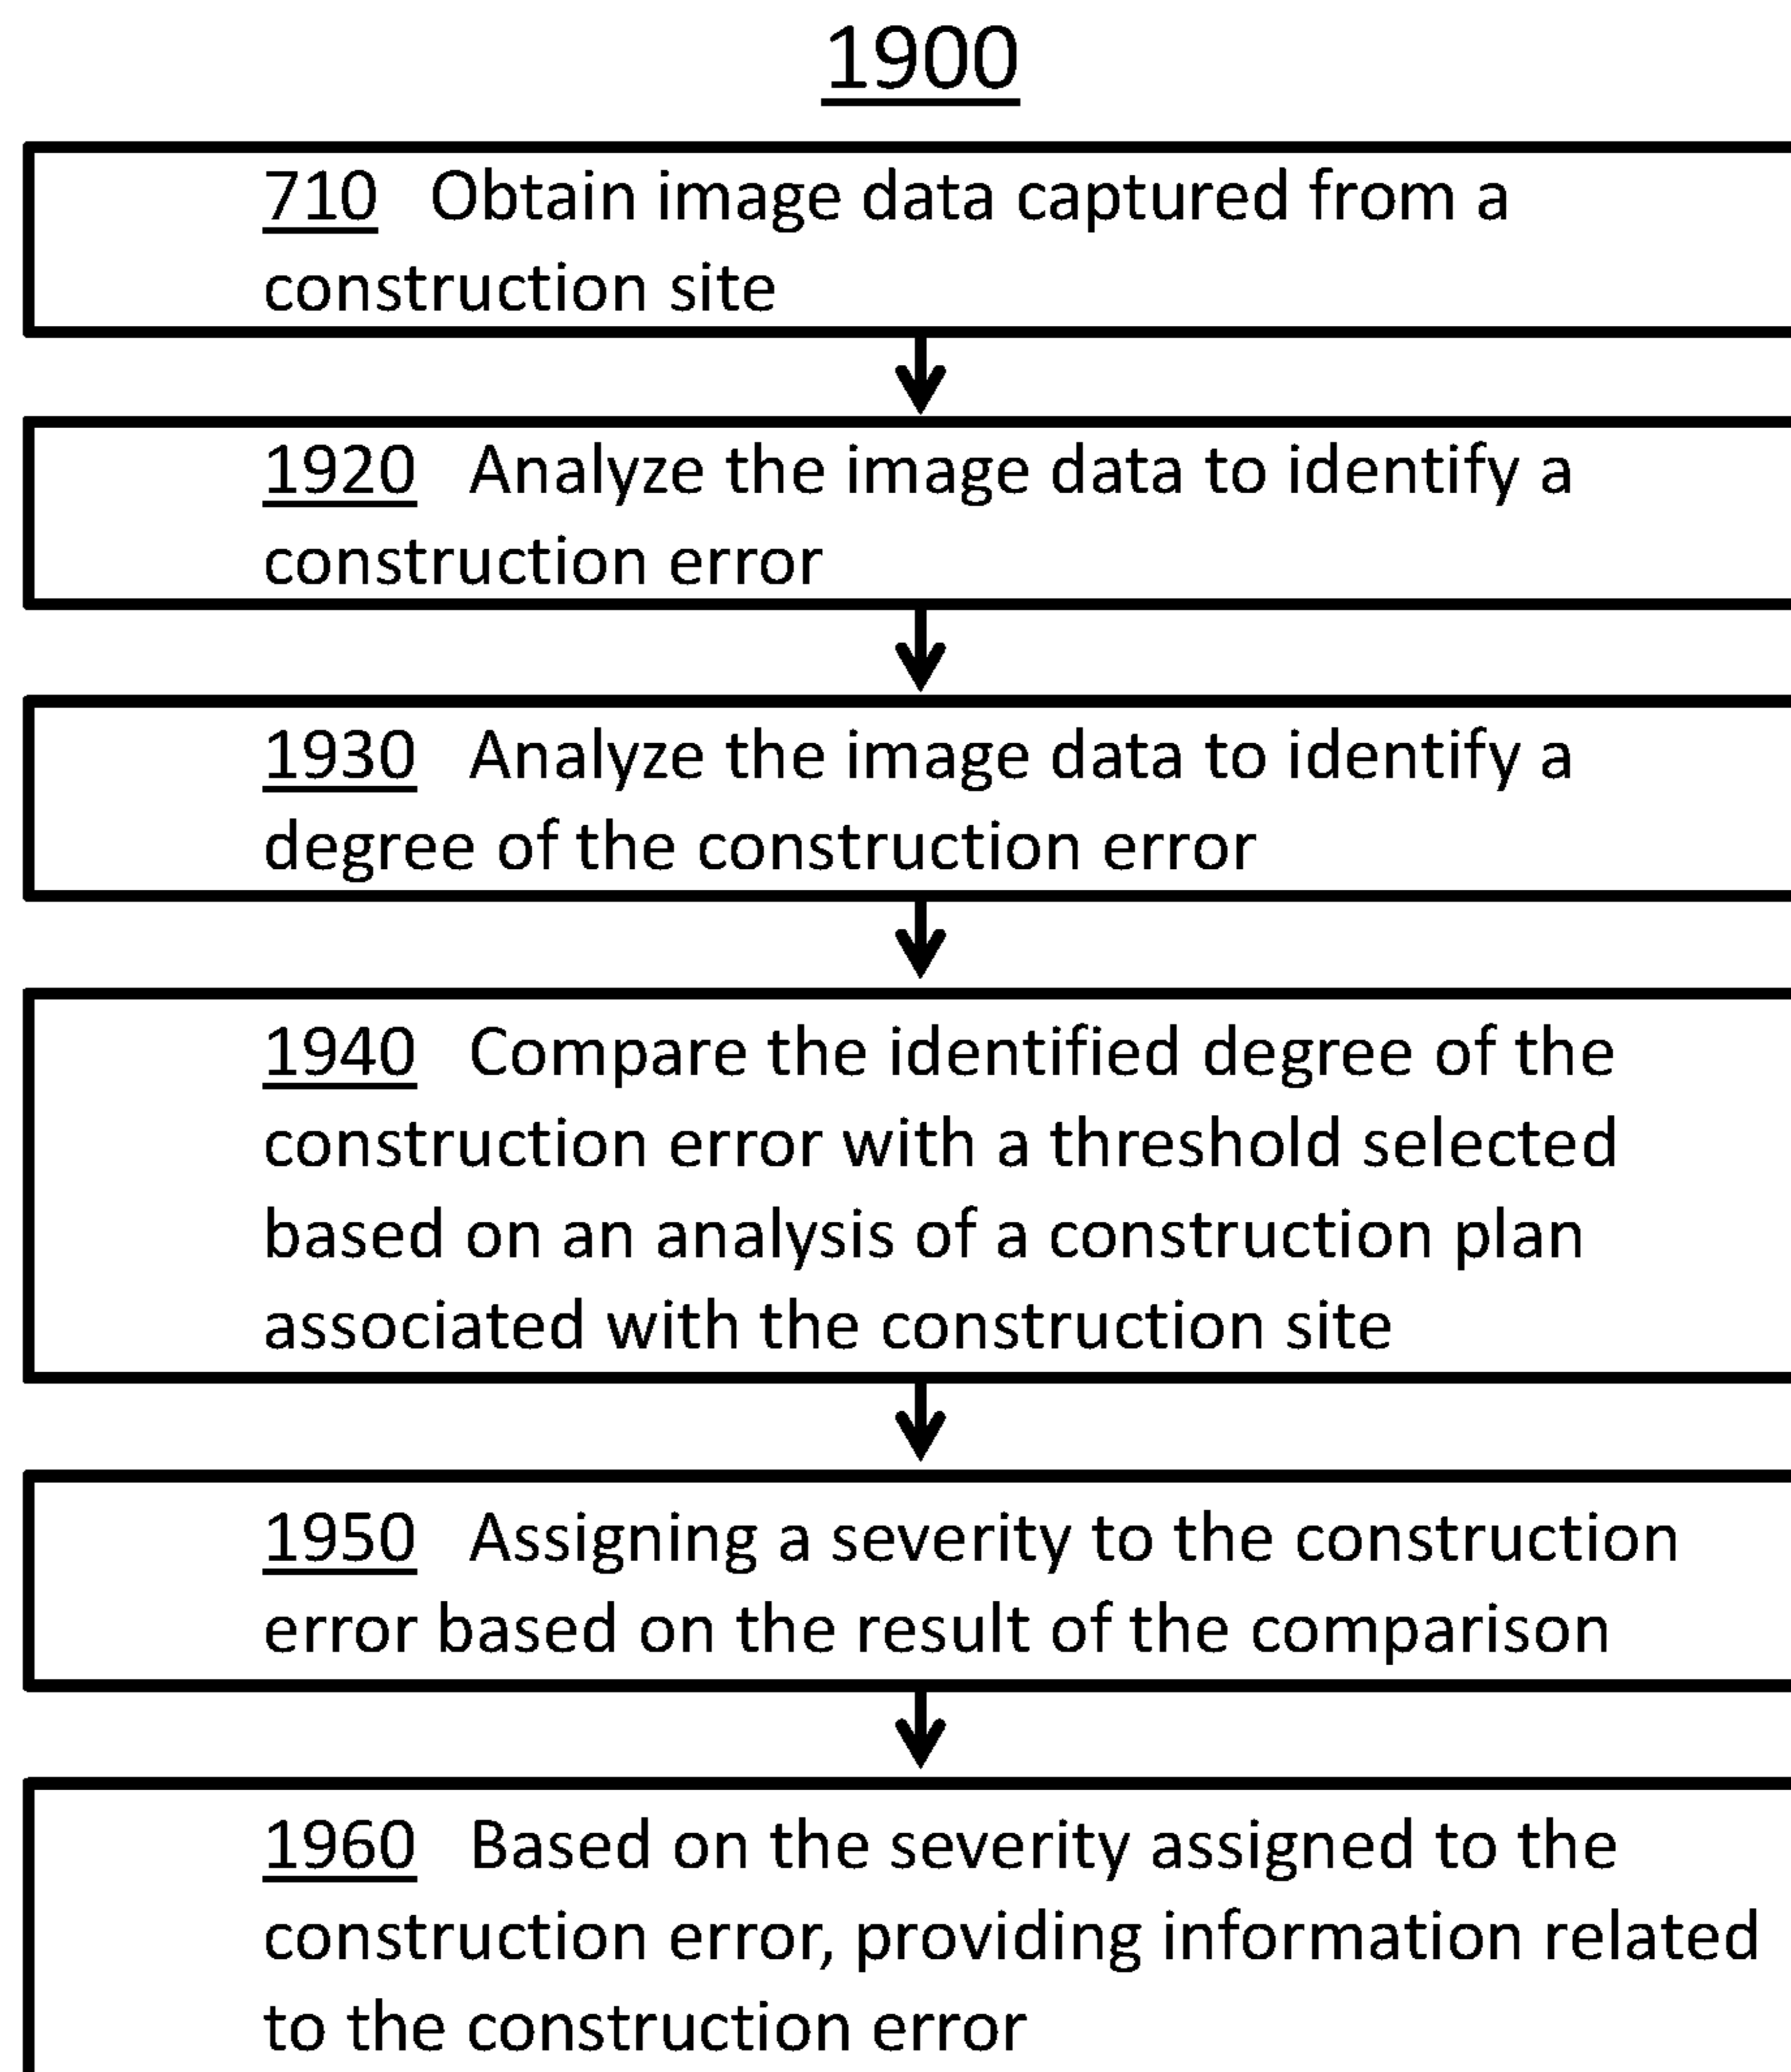 1900
710 Obtain image data captured from a
construction site
1920 Analyze the image data to identify a
construction error
1930 Analyze the image data to identify a
degree of the construction error
1940 Compare the identified degree of the
construction error with a threshold selected
based on an analysis of a construction plan
associated with the construction site
1950 Assigning a severity to the construction
error based on the result of the comparison
1960 Based on the severity assigned to the
construction error, providing information related
to the construction error